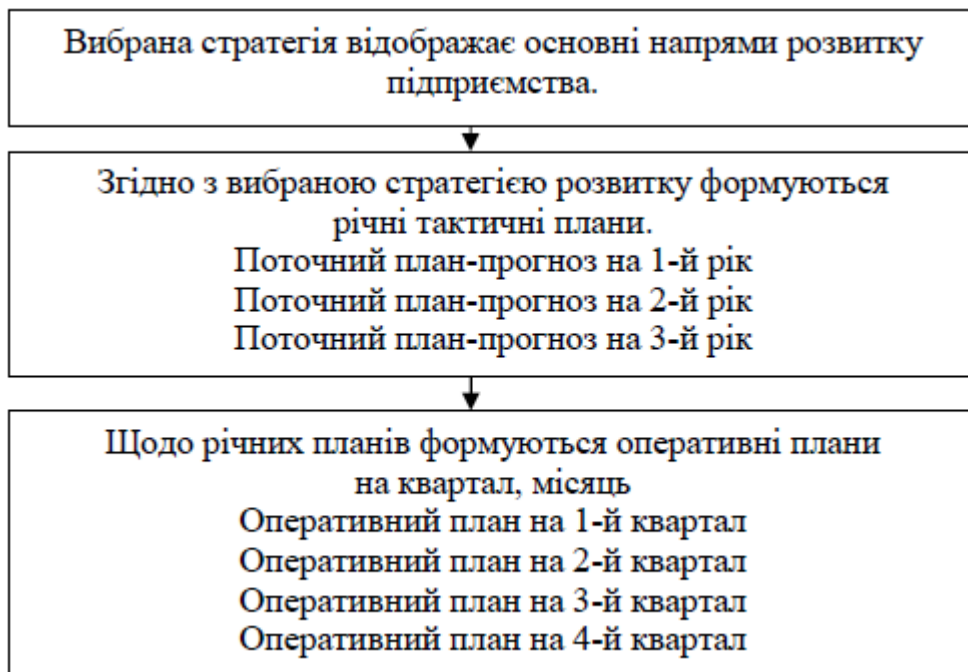 Вибрана стратегія відображає основні напрями розвитку
підприємства.
Згідно з вибраною стратегією розвитку формуються
річні тактичні плани.
Поточний план-прогноз на 1-й рік
Поточний план-прогноз на 2-й рік
Поточний план-прогноз на 3-й рік
Щодо річних планів формуються оперативні плани
на квартал, місяць
Оперативний план на 1-й квартал
Оперативний план на 2-й квартал
Оперативний план на 3-й квартал
Оперативний план на 4-й квартал